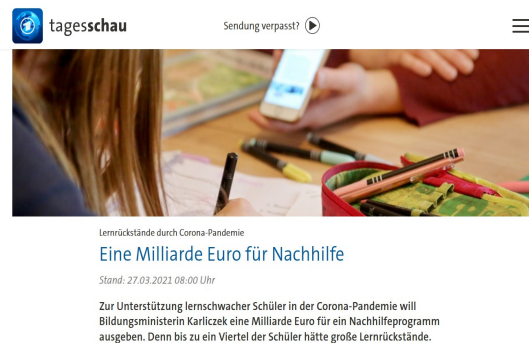 tagesschau
Sendung verpasst?
Lernrückstände durch Corona-Pandemie
Eine Milliarde Euro für Nachhilfe
Stand: 27.03.2021 08:00 Uhr
Zur Unterstützung lernschwacher Schüler in der Corona-Pandemie will
Bildungsministerin Karliczek eine Milliarde Euro für ein Nachhilfeprogramm
ausgeben. Denn bis zu ein Viertel der Schüler hätte große Lernrückstände.